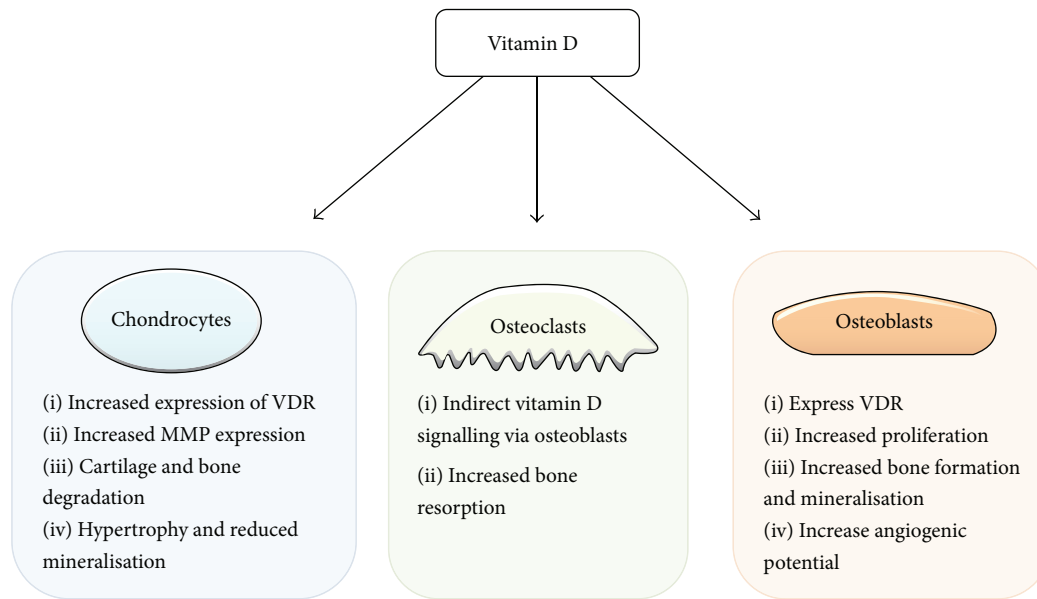 Vitamin D
Chondrocytes
(i) Increased expression of VDR
(ii) Increased MMP expression
(iii) Cartilage and bone
degradation
(iv) Hypertrophy and reduced
mineralisation
Osteoclasts
(i) Indirect vitamin D
signalling via osteoblasts
(ii) Increased bone
resorption
Osteoblasts
(i) Express VDR
(ii) Increased proliferation
(iii) Increased bone formation
and mineralisation
(iv) Increase angiogenic
potential